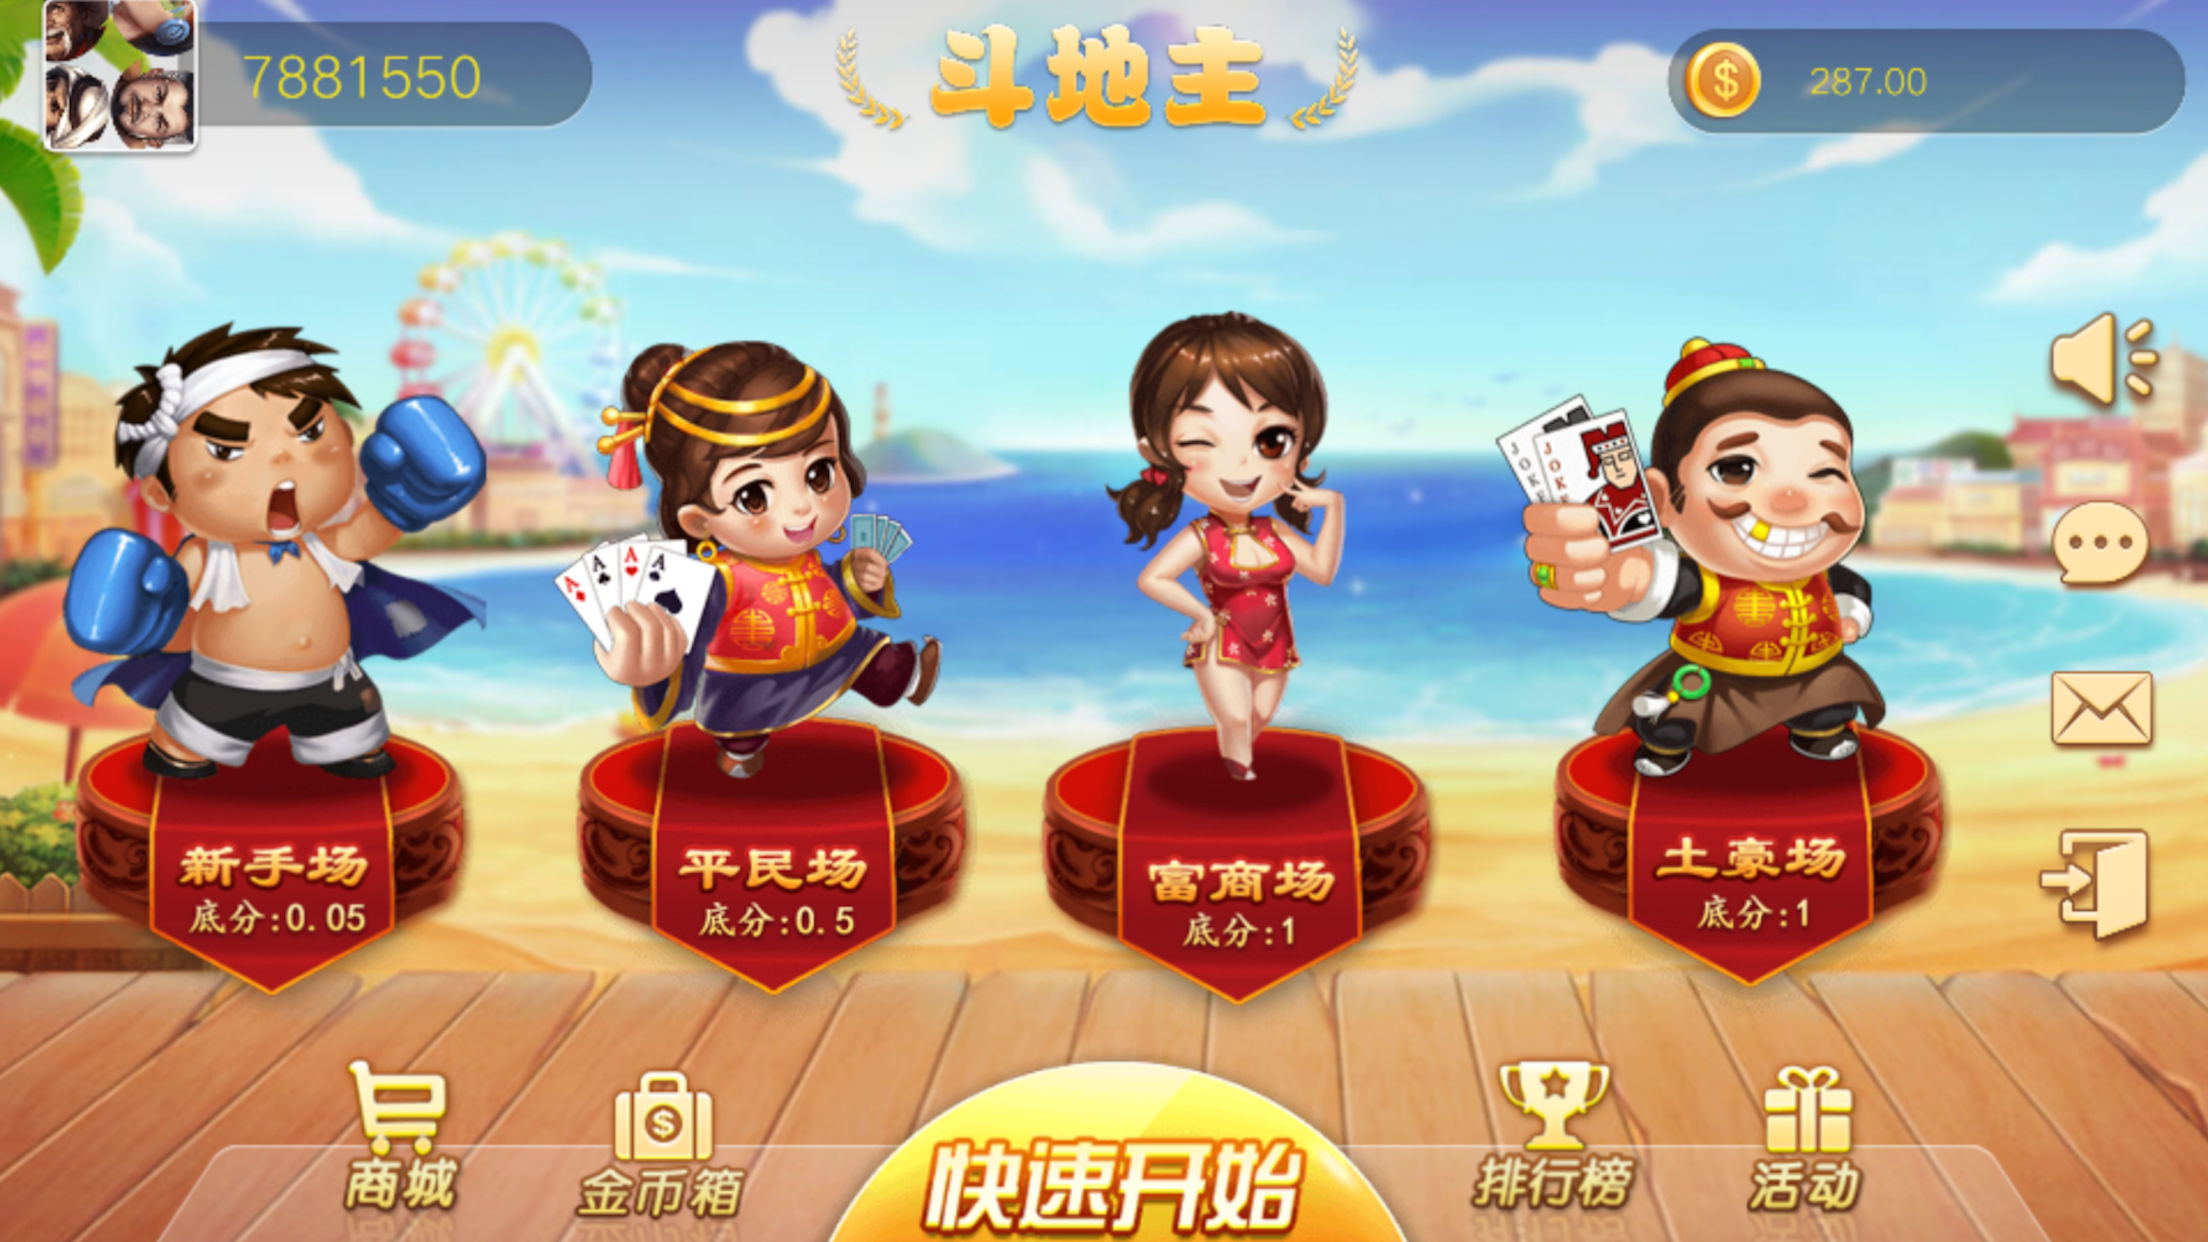 7881550
斗地主
287.00
新手场
底分:0.05
平民场
底分:0.5
富商场
底分:1
土豪场
底分:1
商城
金币箱
快速开始
排行榜
活动